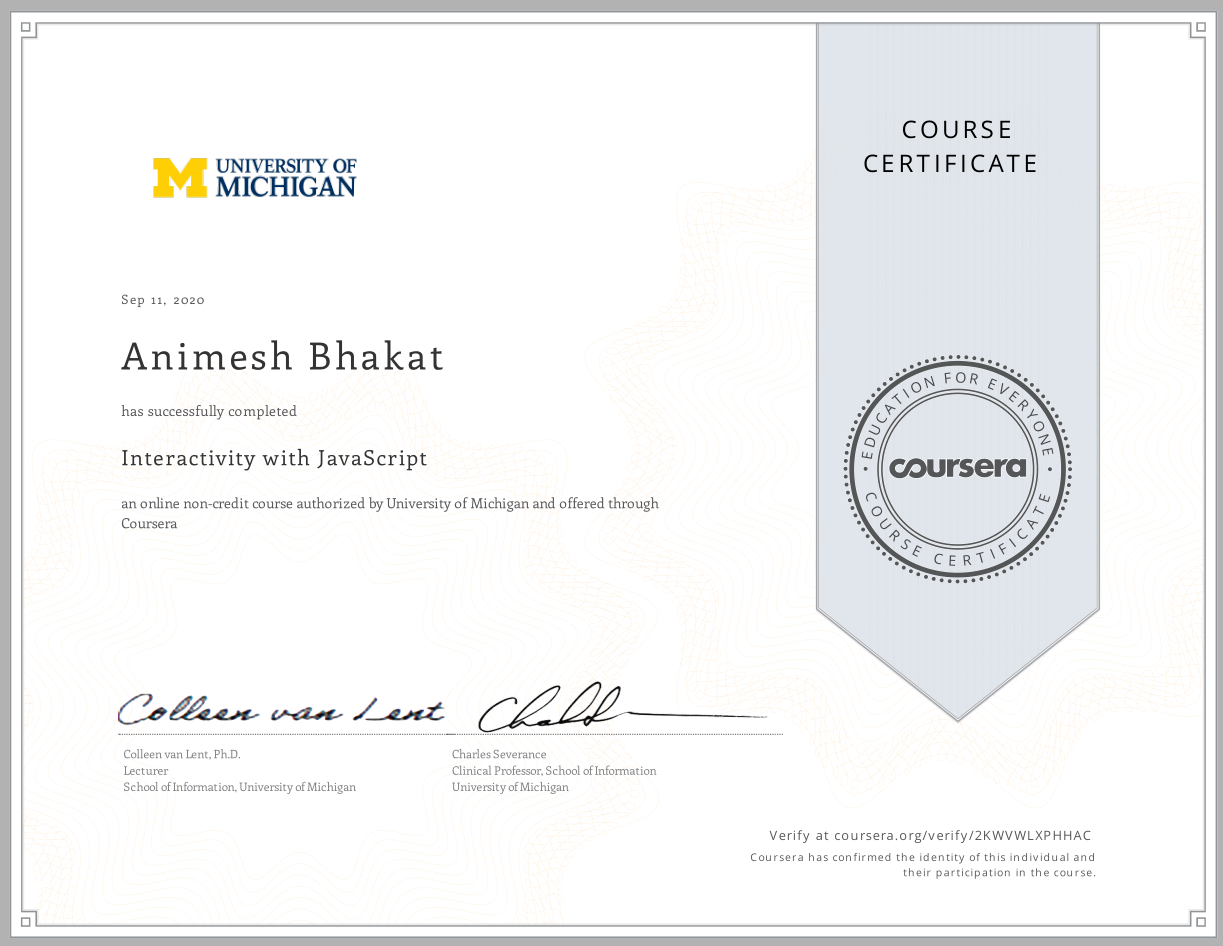 COURSE
CERTIFICATE
UNIVERSITY OF
MICHIGAN
Sep 11, 2020
Animesh Bhakat
has successfully completed
Interactivity with JavaScript
an online non-credit course authorized by University of Michigan and offered through
Coursera
EDUCATION FOR EVERYONE
coursera
COURSE CERTIFICATE
Colleen van Lent
Colleen van Lent, Ph.D.
Lecturer
School of Information, University of Michigan
Charles Severance
Clinical Professor, School of Information
University of Michigan
Verify at coursera.org/verify/2KWVWLXPHHAC
Coursera has confirmed the identity of this individual and
their participation in the course.